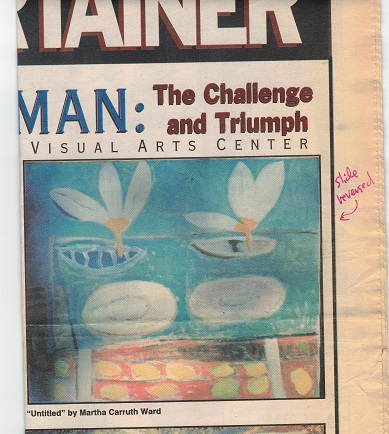 RTAINER
MAN: The Challenge
and Triumph
VISUAL ARTS CENTER
slide
reversed
"Untitled" by Martha Carruth Ward